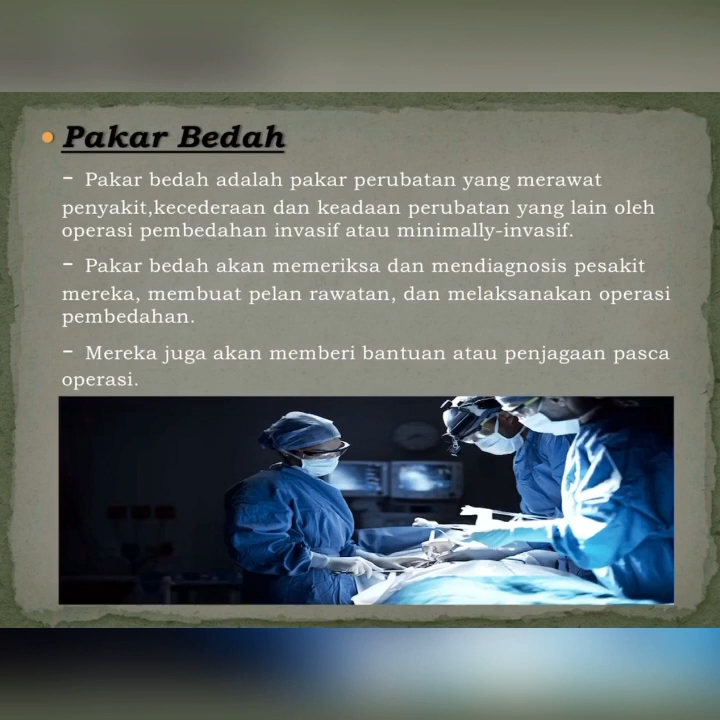 Pakar Bedah
- Pakar bedah adalah pakar perubatan yang merawat
penyakit,kecederaan dan keadaan perubatan yang lain oleh
operasi pembedahan invasif atau minimally-invasif.
- Pakar bedah akan memeriksa dan mendiagnosis pesakit
mereka, membuat pelan rawatan, dan melaksanakan operasi
pembedahan.
- Mereka juga akan memberi bantuan atau penjagaan pasca
operasi.